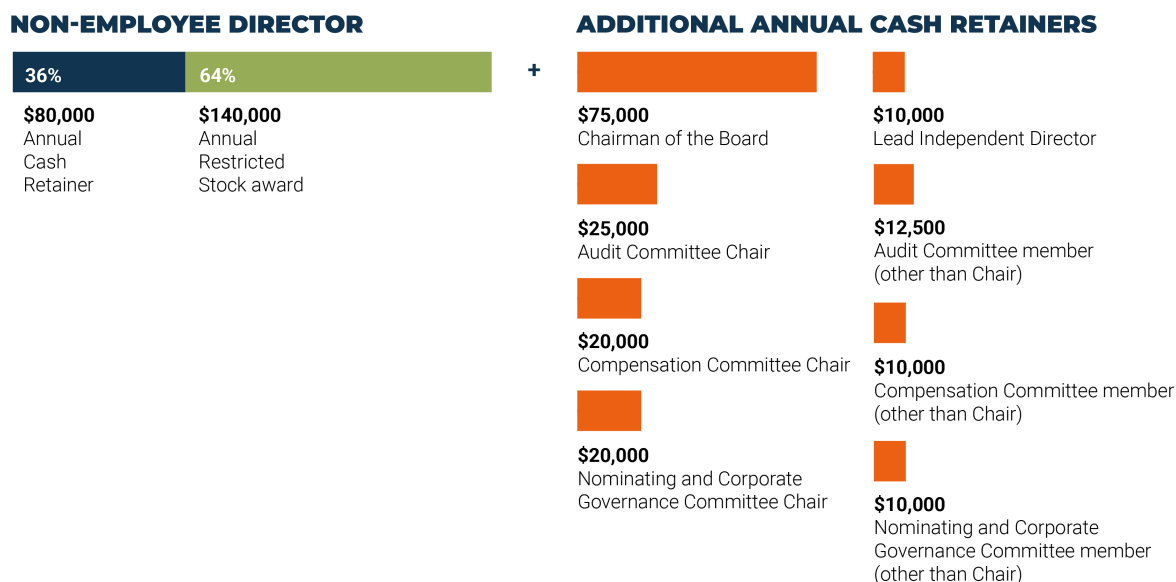 NON-EMPLOYEE DIRECTOR
36%
64%
$80,000
Annual
Cash
Retainer
$140,000
Annual
Restricted
Stock award
+
ADDITIONAL ANNUAL CASH RETAINERS
$75,000
Chairman of the Board
$25,000
Audit Committee Chair
$20,000
Compensation Committee Chair
$20,000
Nominating and Corporate
Governance Committee Chair
$10,000
Lead Independent Director
$12,500
Audit Committee member
(other than Chair)
$10,000
Compensation Committee member
(other than Chair)
$10,000
Nominating and Corporate
Governance Committee member
(other than Chair)